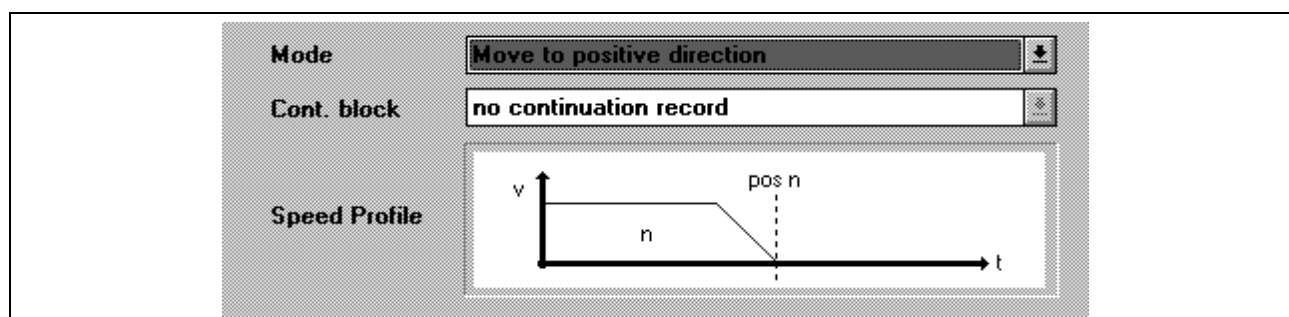 Mode Move to positive direction
Cont. block no continuation record
Speed Profile
v
pos n
n
t